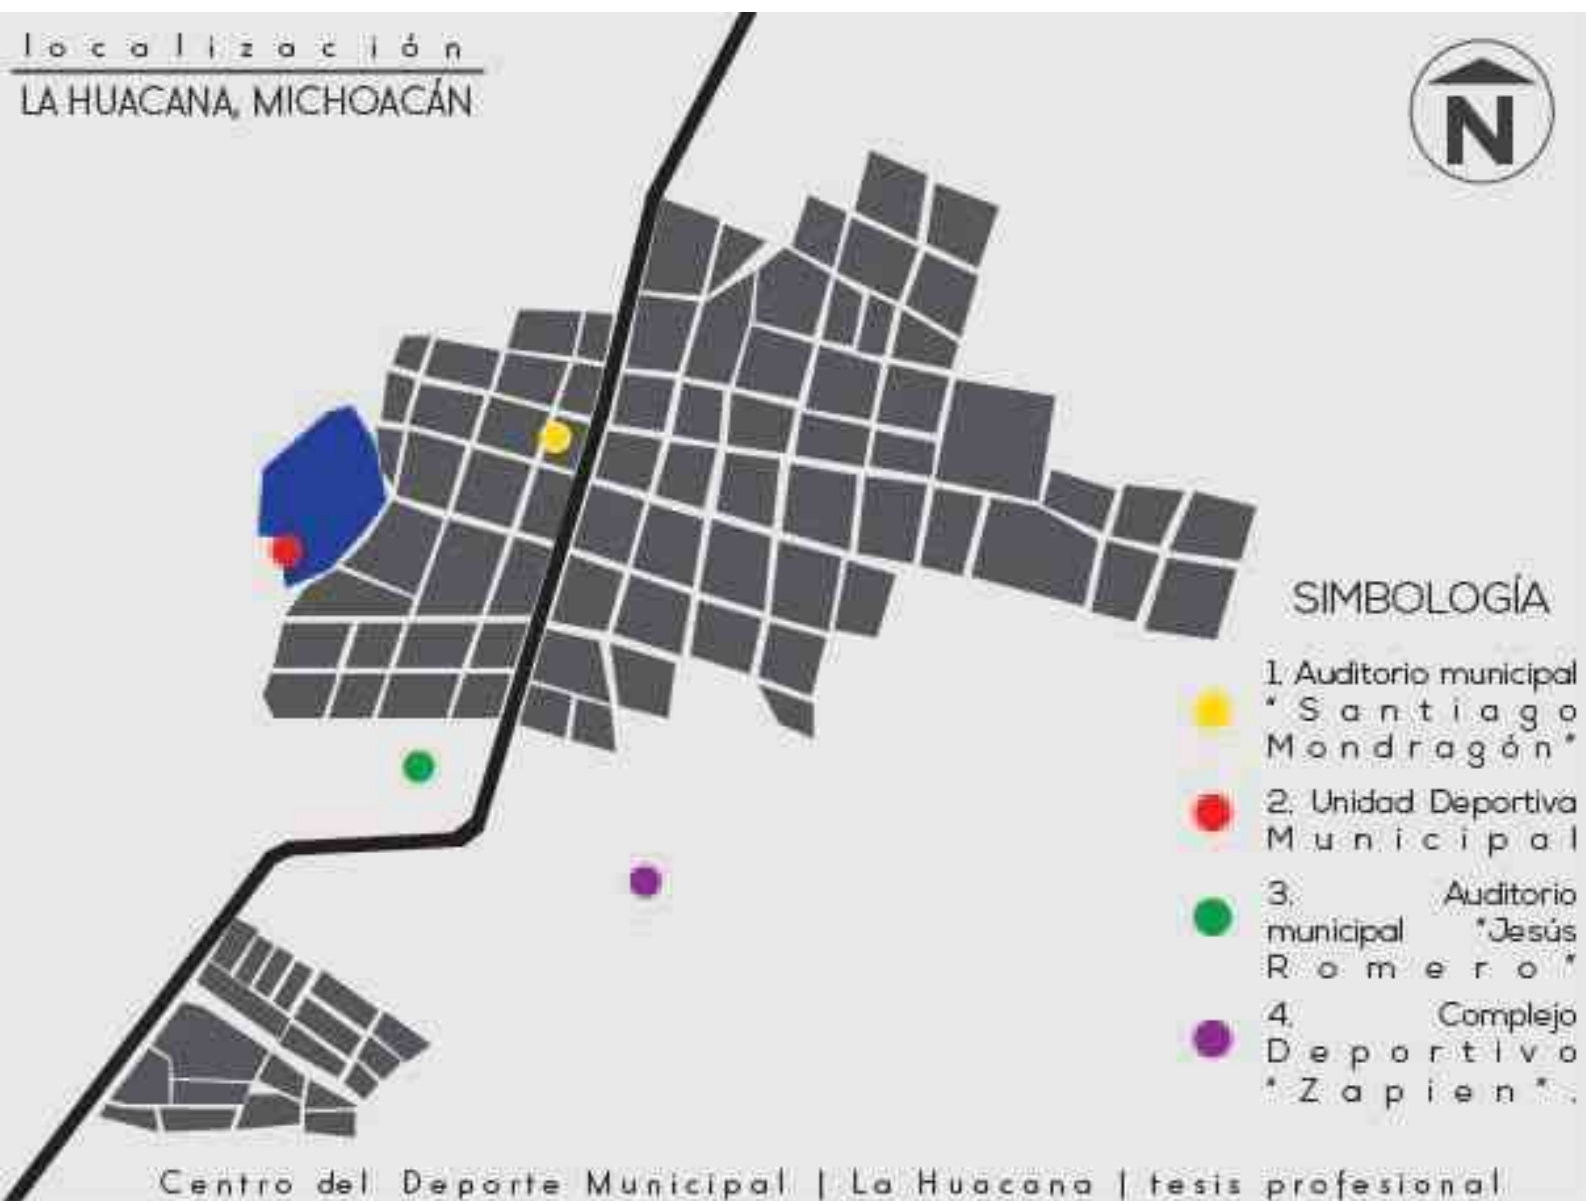 localización
LA HUACANA, MICHOACÁN
N
SIMBOLOGÍA
1. Auditorio municipal
"Santiago
Mondragón"
2. Unidad Deportiva
Municipal
3. Auditorio
municipal "Jesús
Romero"
4. Complejo
Deportivo
"Zapien".
Centro del Deporte Municipal | La Huacana | tesis profesional